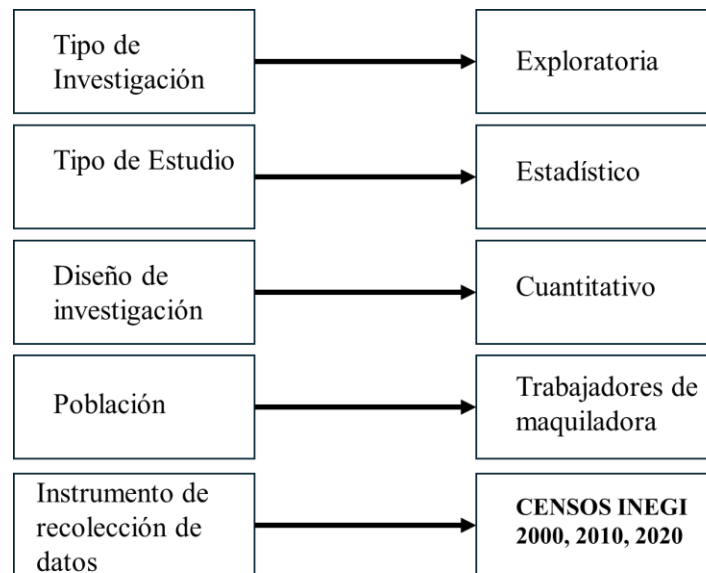 Tipo de
Investigación
Exploratoria
Tipo de Estudio
Estadístico
Diseño de
investigación
Cuantitativo
Población
Trabajadores de
maquiladora
Instrumento de
recolección de
datos
CENSOS INEGI
2000, 2010, 2020